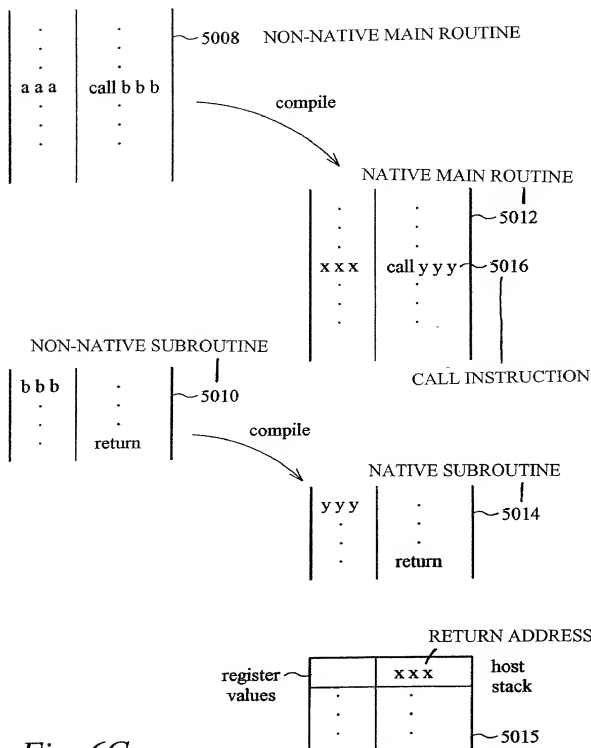 5008 NON-NATIVE MAIN ROUTINE
a a a call b b b
compile
NATIVE MAIN ROUTINE
5012
x x x call y y y 5016
NON-NATIVE SUBROUTINE
CALL INSTRUCTION
b b b
5010
return
compile
NATIVE SUBROUTINE
y y y
5014
return
RETURN ADDRESS
register x x x host
values stack
5015
Fig. 6C